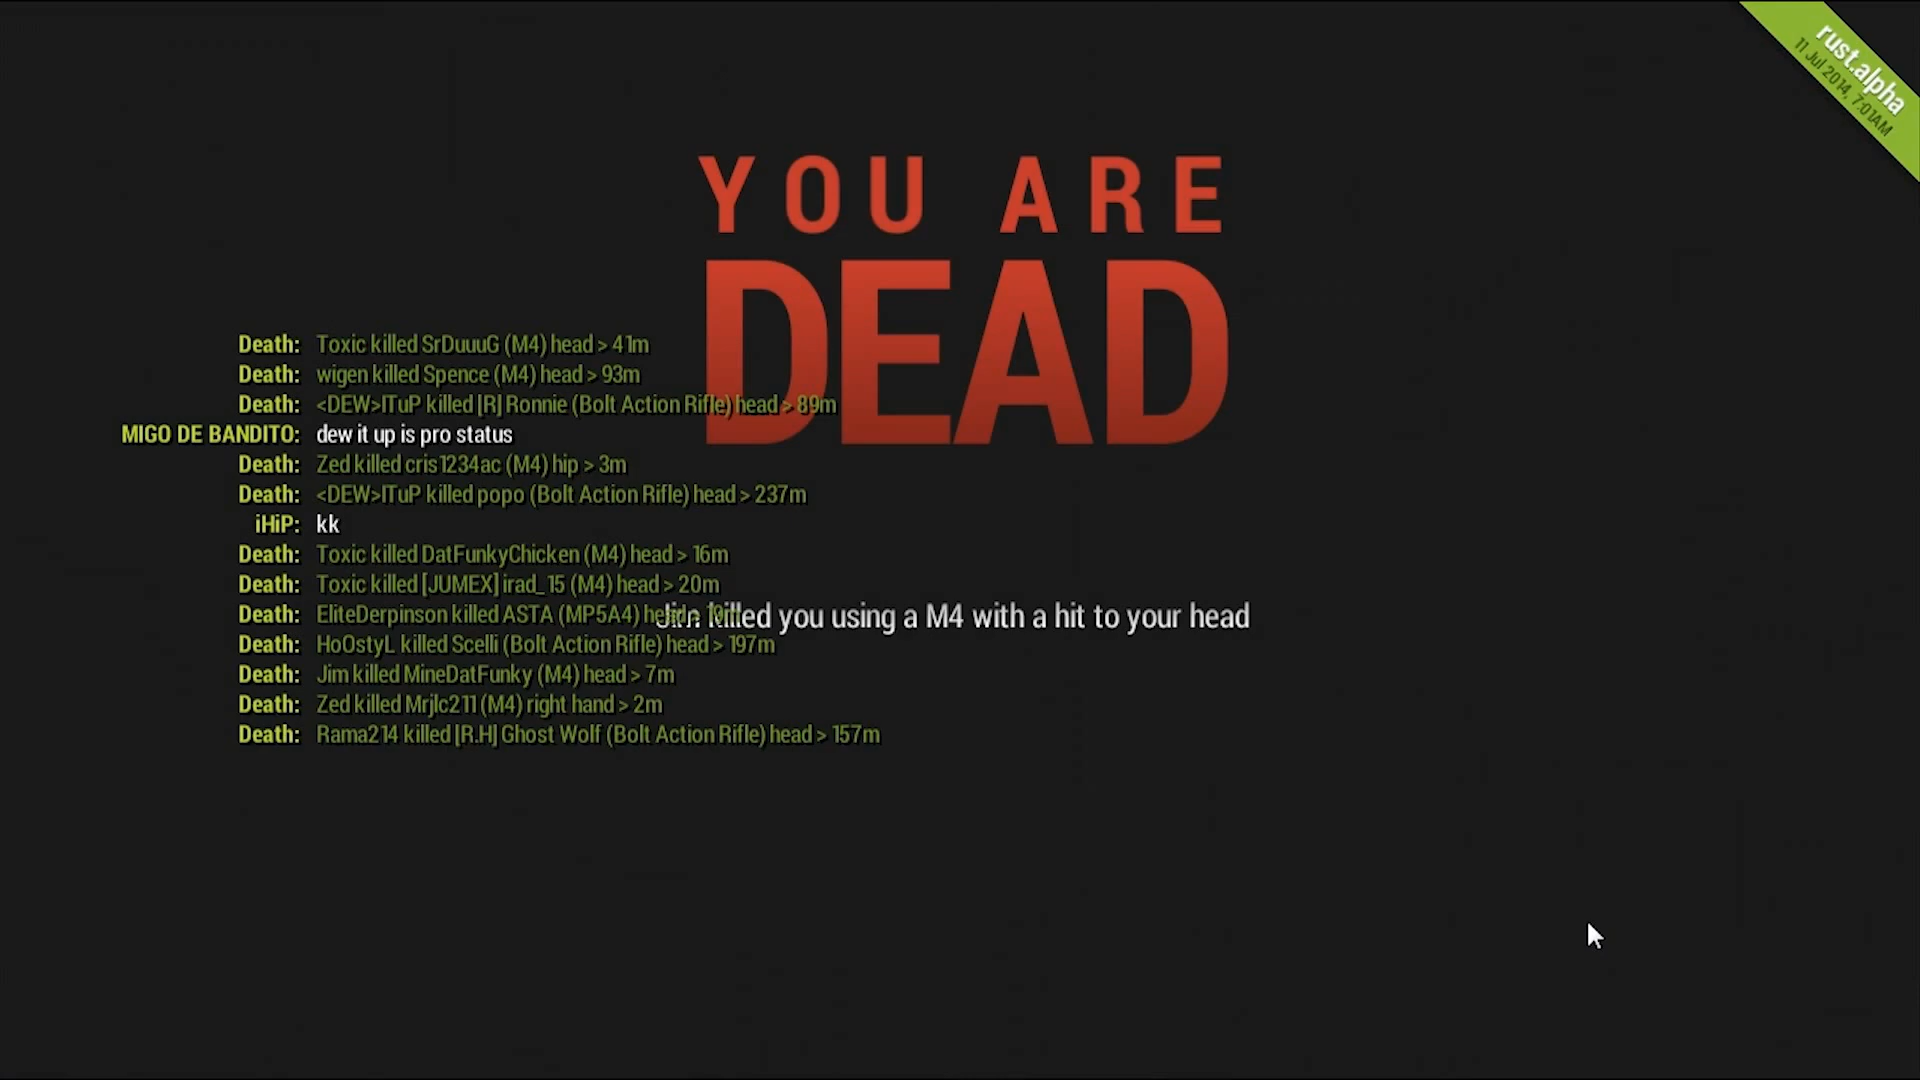 rust.alpha
11 Jul 2014, 7:01AM
YOU ARE
DEAD
Death: Toxic killed SrDuuuG (M4) head > 41m
Death: wigen killed Spence (M4) head > 93m
Death: <DEW>ITuP killed [R] Ronnie (Bolt Action Rifle) head > 89m
MIGO DE BANDITO: dew it up is pro status
Death: Zed killed cris1234ac (M4) hip > 3m
Death: <DEW>ITuP killed popo (Bolt Action Rifle) head > 237m
iHiP: kk
Death: Toxic killed DatFunkyChicken (M4) head > 16m
Death: Toxic killed [JUMEX] irad_15 (M4) head > 20m
Death: EliteDerpinson killed ASTA (MP5A4) head >
Jim killed you using a M4 with a hit to your head
Death: HoOstyL killed Scelli (Bolt Action Rifle) head > 197m
Death: Jim killed MineDatFunky (M4) head > 7m
Death: Zed killed Mrjlc211 (M4) right hand > 2m
Death: Rama214 killed [R.H] Ghost Wolf (Bolt Action Rifle) head > 157m